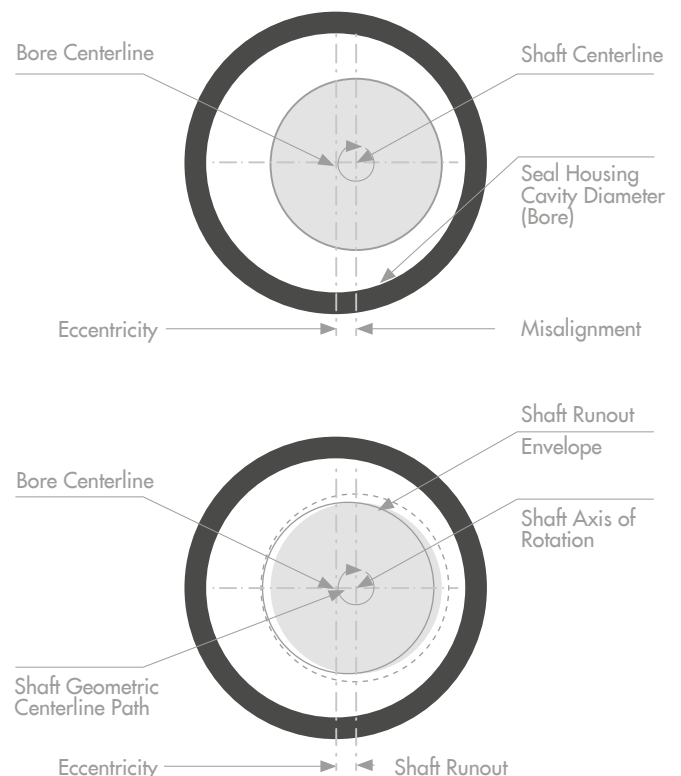 Bore Centerline
Shaft Centerline
Seal Housing
Cavity Diameter
(Bore)
Eccentricity
Misalignment
Shaft Runout
Envelope
Bore Centerline
Shaft Axis of
Rotation
Shaft Geometric
Centerline Path
Eccentricity
Shaft Runout